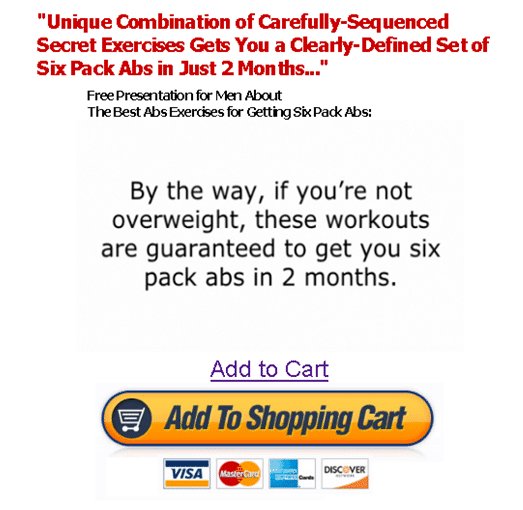 "Unique Combination of Carefully-Sequenced
Secret Exercises Gets You a Clearly-Defined Set of
Six Pack Abs in Just 2 Months..."
Free Presentation for Men About
The Best Abs Exercises for Getting Six Pack Abs:
By the way, if you're not
overweight, these workouts
are guaranteed to get you six
pack abs in 2 months.
Add to Cart
Add To Shopping Cart
VISA MasterCard Cards DISCOVER